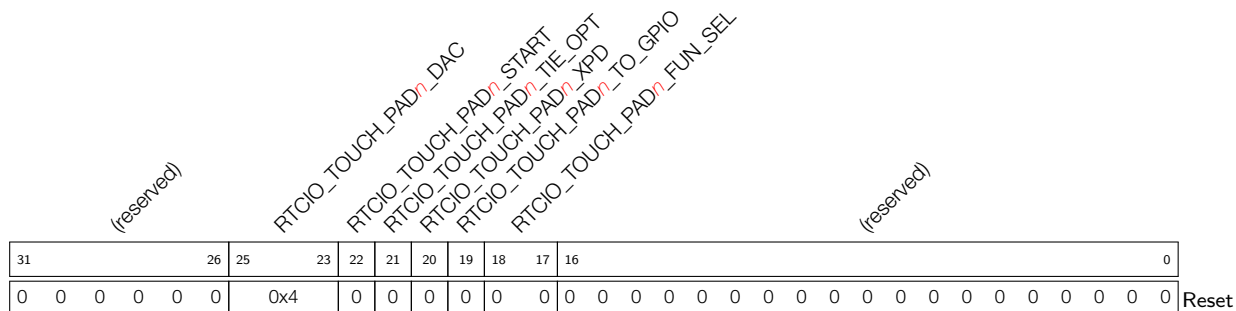 (reserved)
RTCIO_TOUCH_PADn_DAC
RTCIO_TOUCH_PADn_START
RTCIO_TOUCH_PADn_TIE_OPT
RTCIO_TOUCH_PADn_XPD
RTCIO_TOUCH_PADn_TO_GPIO
RTCIO_TOUCH_PADn_FUN_SEL
(reserved)
31 26 25 23 22 21 20 19 18 17 16 0
0 0 0 0 0 0 0x4 0 0 0 0 0 0 0 0 0 0 0 0 0 0 0 0 0 0 0 0 0 0 0 0 0 Reset